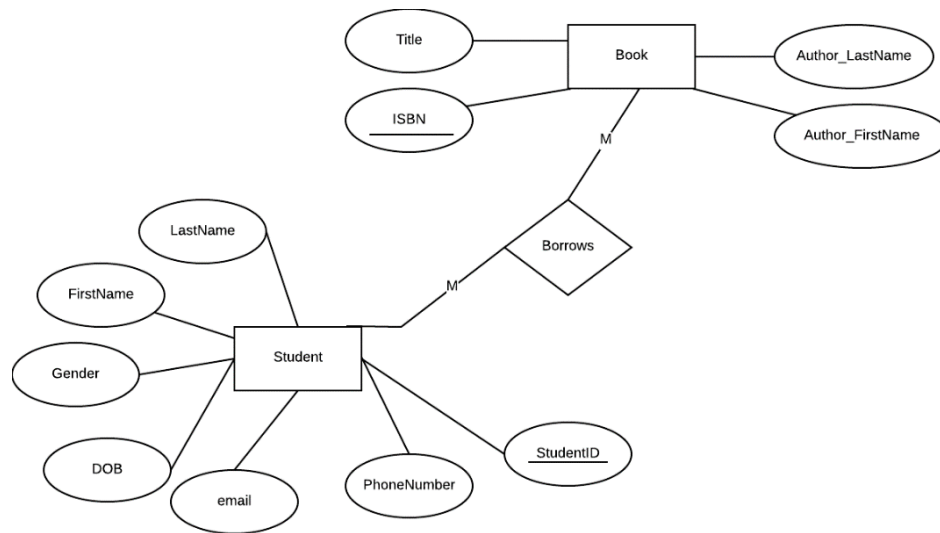 Title
Book
Author_LastName
ISBN
Author_FirstName
M
LastName
Borrows
M
FirstName
Student
Gender
StudentID
DOB
PhoneNumber
email